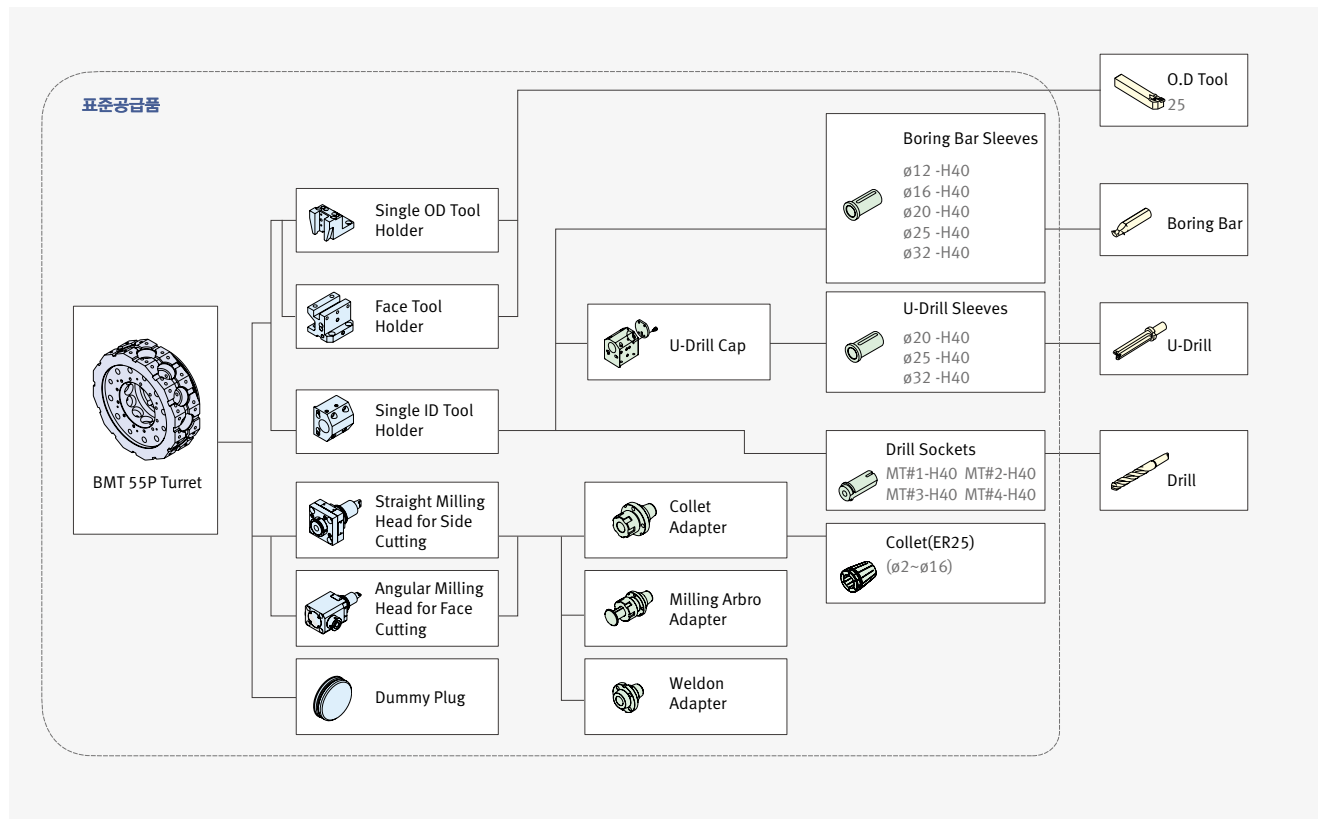 표준공급품
BMT 55P Turret
Single OD Tool
Holder
Face Tool
Holder
Single ID Tool
Holder
Straight Milling
Head for Side
Cutting
Angular Milling
Head for Face
Cutting
Dummy Plug
U-Drill Cap
Collet
Adapter
Milling Arbro
Adapter
Weldon
Adapter
Boring Bar Sleeves
ø12 -H40
ø16 -H40
ø20 -H40
ø25 -H40
ø32 -H40
U-Drill Sleeves
ø20 -H40
ø25 -H40
ø32 -H40
Drill Sockets
MT#1-H40 MT#2-H40
MT#3-H40 MT#4-H40
Collet(ER25)
(ø2~ø16)
O.D Tool
25
Boring Bar
U-Drill
Drill